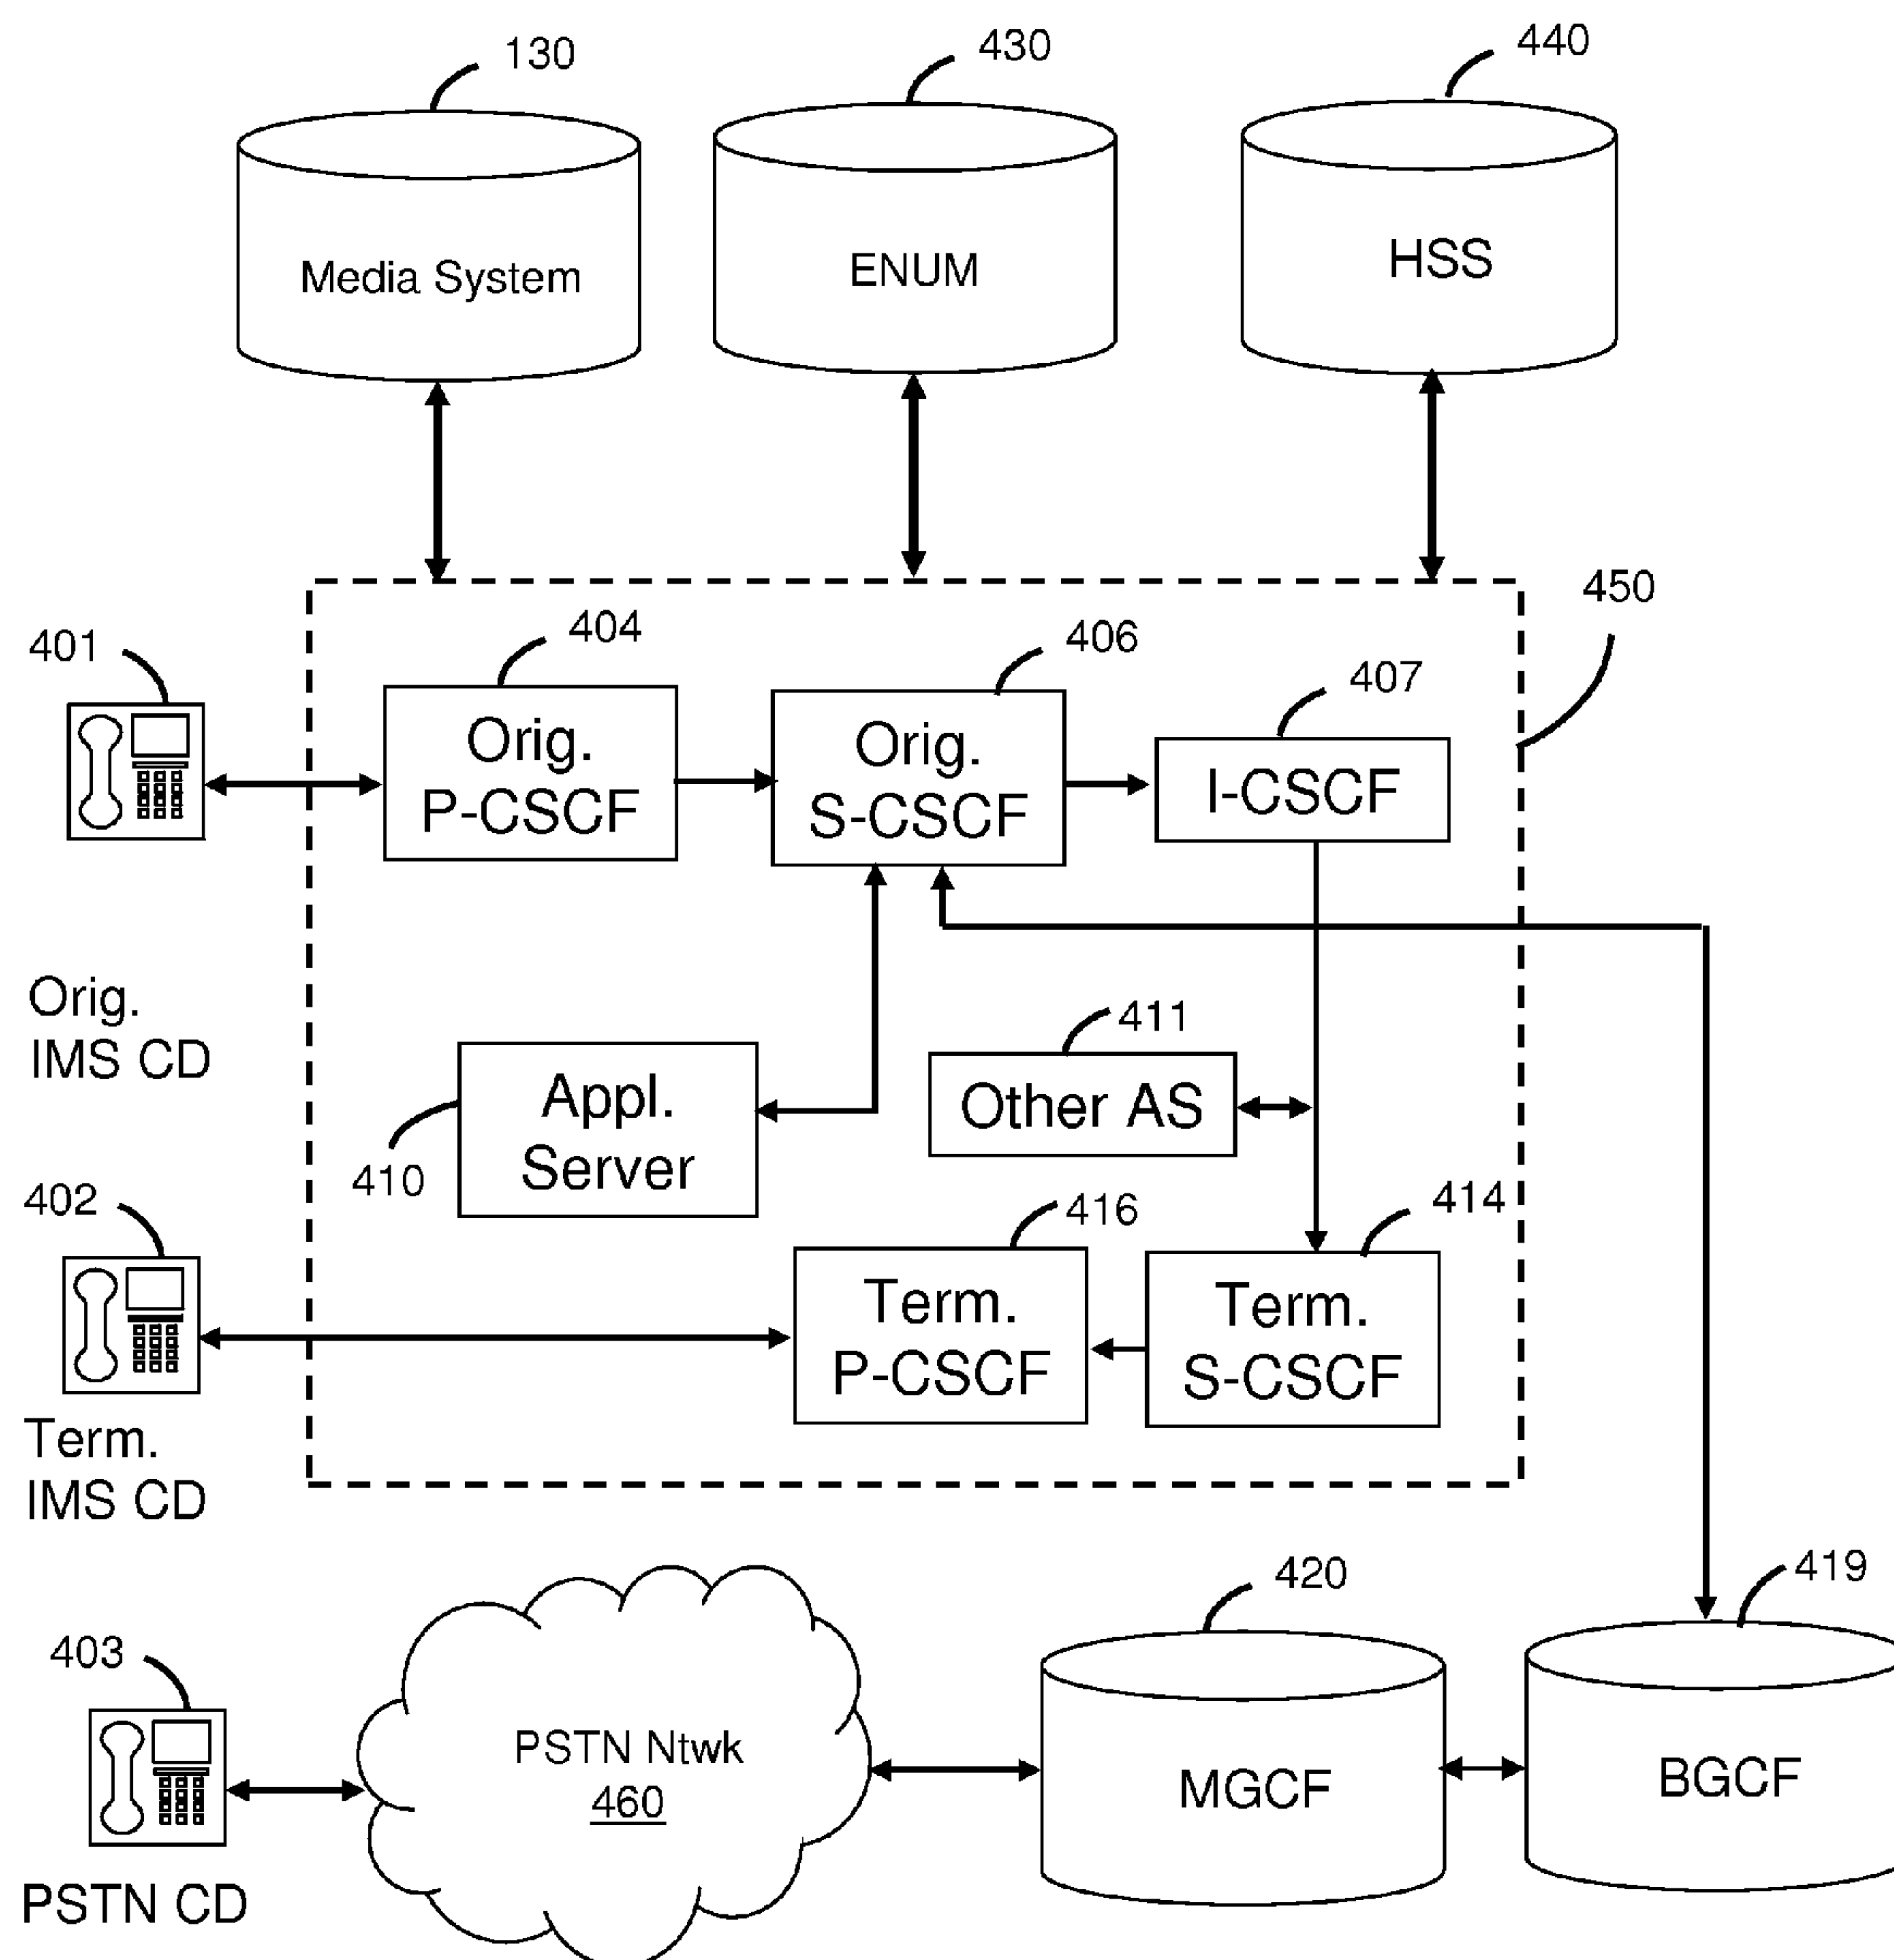 130
430
440
Media System
ENUM
HSS
450
401
404
406
407
Orig.
P-CSCF
Orig.
S-CSCF
I-CSCF
Orig.
IMS CD
411
Other AS
Appl.
Server
410
402
416
414
Term.
P-CSCF
Term.
S-CSCF
Term.
IMS CD
420
419
403
PSTN Ntwk
460
MGCF
BGCF
PSTN CD